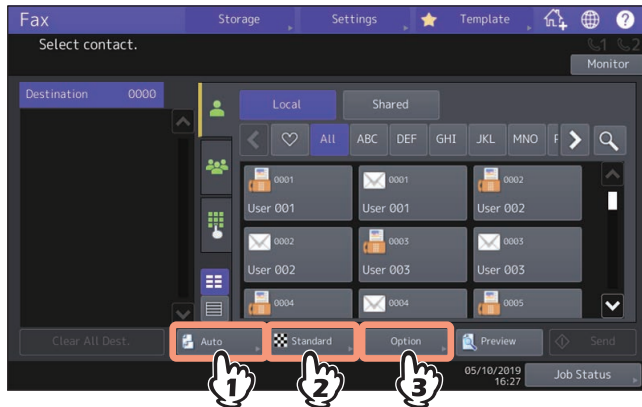 Fax Storage Settings Template ?
Select contact.
1 2
Monitor
Destination 0000
Local Shared
All ABC DEF GHI JKL MNO
0001 0001 0002
User 001 User 001 User 002
0002 0003 0003
User 002 User 003 User 003
0004 0004 0005
Clear All Dest. Auto Standard Option Preview Send
1 2 3
05/10/2019
16:27
Job Status